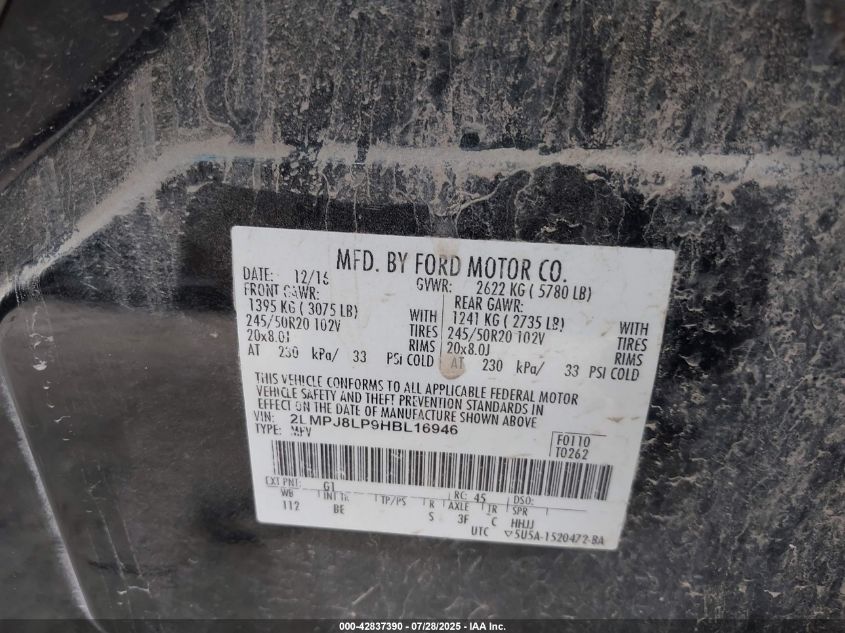 MFD. BY FORD MOTOR CO.
DATE: 12/16 GVWR: 2622 KG ( 5780 LB)
FRONT GAWR: REAR GAWR:
1395 KG ( 3075 LB) WITH 1241 KG ( 2735 LB) WITH
245/50R20 102V TIRES 245/50R20 102V TIRES
20x8.0J RIMS 20x8.0J RIMS
AT 230 kPa/ 33 PSI COLD AT 230 kPa/ 33 PSI COLD
THIS VEHICLE CONFORMS TO ALL APPLICABLE FEDERAL MOTOR
VEHICLE SAFETY AND THEFT PREVENTION STANDARDS IN
EFFECT ON THE DATE OF MANUFACTURE SHOWN ABOVE
VIN: 2LMPJ8LP9HBL16946
TYPE: MPV
F0110
T0262
EXT PNT: G1 RC: 45 DSO:
WB INT TR TP/PS R AXLE TR SPR
112 BE S 3F C HHJJ
UTC ▽5U5A-1520472-BA
000-42837390 - 07/28/2025 - IAA Inc.